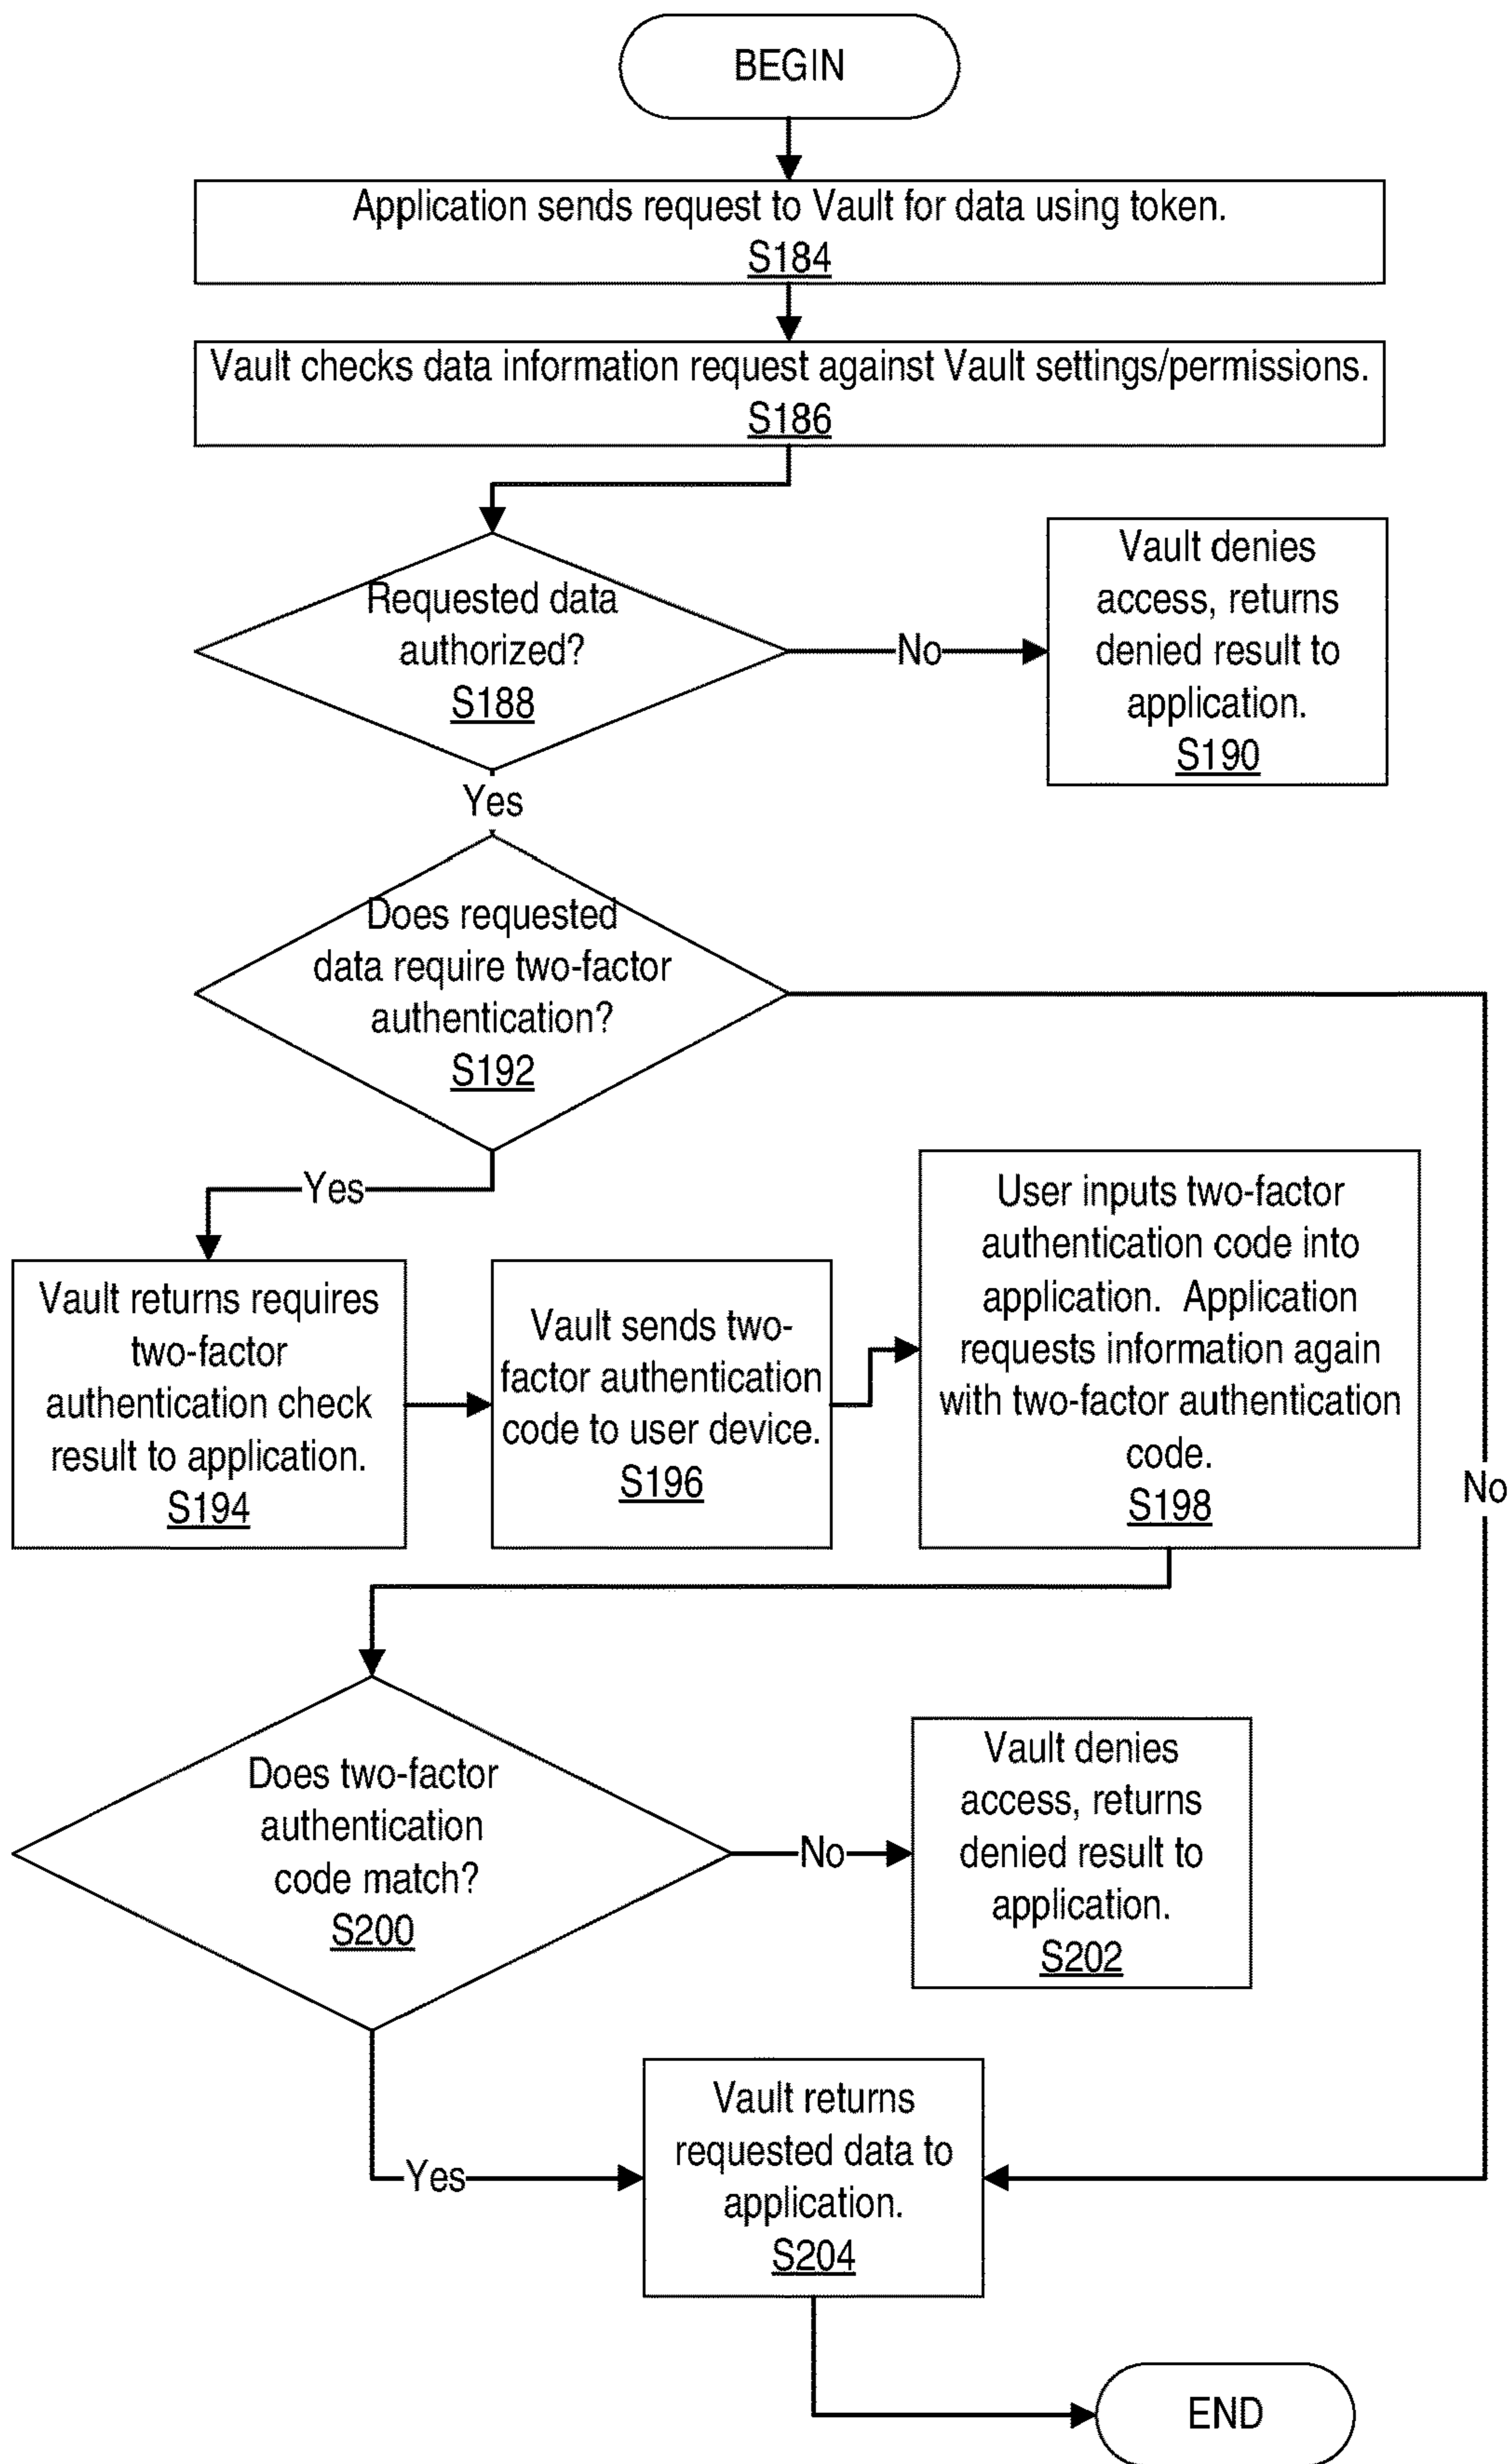 BEGIN
Application sends request to Vault for data using token.
S184
Vault checks data information request against Vault settings/permissions.
S186
Requested data
authorized?
S188
No
Vault denies
access, returns
denied result to
application.
S190
Yes
Does requested
data require two-factor
authentication?
S192
Yes
Vault returns requires
two-factor
authentication check
result to application.
S194
Vault sends two-
factor authentication
code to user device.
S196
User inputs two-factor
authentication code into
application. Application
requests information again
with two-factor authentication
code.
S198
No
Does two-factor
authentication
code match?
S200
No
Vault denies
access, returns
denied result to
application.
S202
Yes
Vault returns
requested data to
application.
S204
END